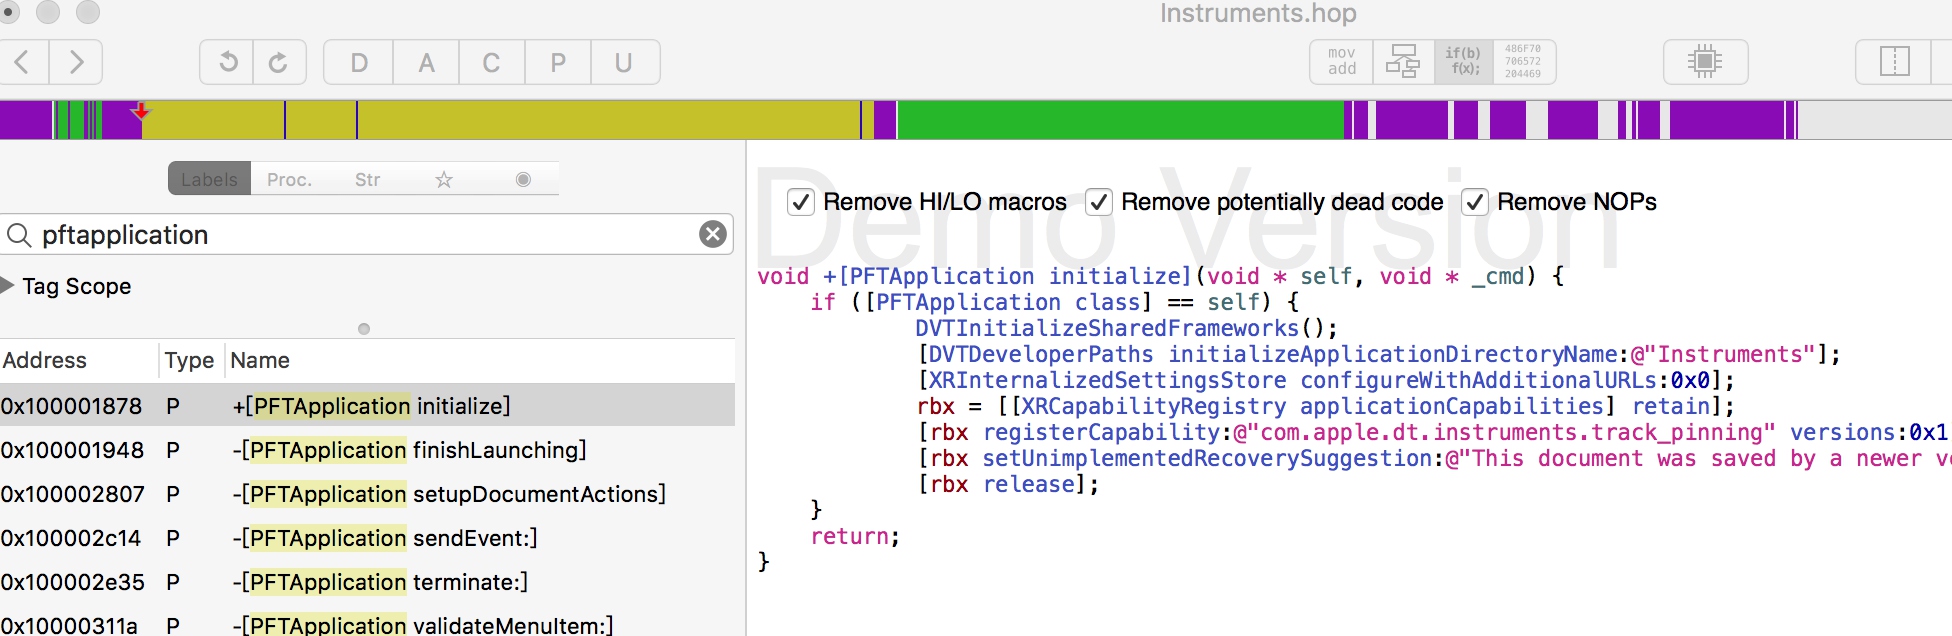 Instruments.hop
D A C P U
mov
add
if(b)
f(x);
486F70
706572
204469
Labels Proc. Str
pftapplication
Tag Scope
Address Type Name
0x100001878 P +[PFTApplication initialize]
0x100001948 P -[PFTApplication finishLaunching]
0x100002807 P -[PFTApplication setupDocumentActions]
0x100002c14 P -[PFTApplication sendEvent:]
0x100002e35 P -[PFTApplication terminate:]
0x10000311a P -[PFTApplication validateMenuItem:]
Demo Version
Remove HI/LO macros Remove potentially dead code Remove NOPs
void +[PFTApplication initialize](void * self, void * _cmd) {
if ([PFTApplication class] == self) {
DVTInitializeSharedFrameworks();
[DVTDeveloperPaths initializeApplicationDirectoryName:@"Instruments"];
[XRInternalizedSettingsStore configureWithAdditionalURLs:0x0];
rbx = [[XRCapabilityRegistry applicationCapabilities] retain];
[rbx registerCapability:@"com.apple.dt.instruments.track_pinning" versions:0x1
[rbx setUnimplementedRecoverySuggestion:@"This document was saved by a newer
[rbx release];
}
return;
}